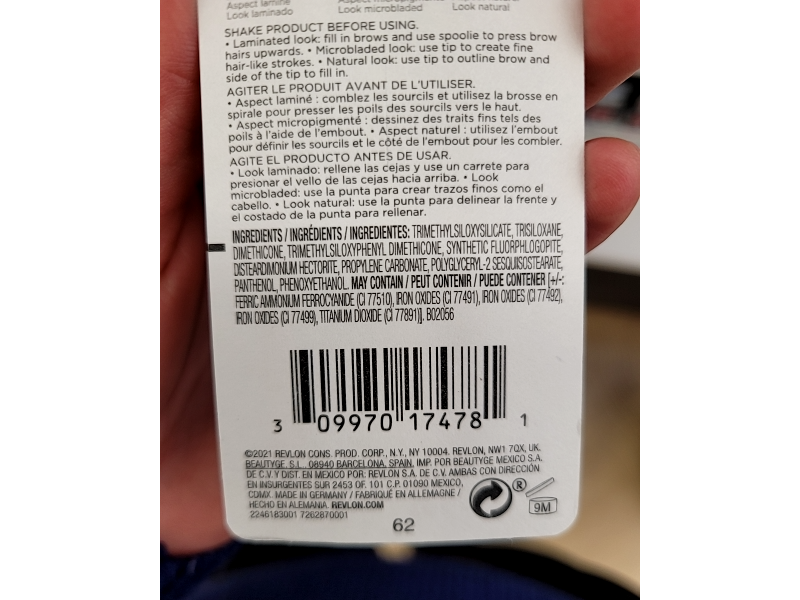 Aspect laminé
Look laminado Look microbladed Look natural
SHAKE PRODUCT BEFORE USING.
• Laminated look: fill in brows and use spoolie to press brow
hairs upwards. • Microbladed look: use tip to create fine
hair-like strokes. • Natural look: use tip to outline brow and
side of the tip to fill in.
AGITER LE PRODUIT AVANT DE L'UTILISER.
• Aspect laminé : comblez les sourcils et utilisez la brosse en
spirale pour presser les poils des sourcils vers le haut.
• Aspect micropigmenté : dessinez des traits fins tels des
poils à l'aide de l'embout. • Aspect naturel : utilisez l'embout
pour définir les sourcils et le côté de l'embout pour les combler.
AGITE EL PRODUCTO ANTES DE USAR.
• Look laminado: rellene las cejas y use un carrete para
presionar el vello de las cejas hacia arriba. • Look
microbladed: use la punta para crear trazos finos como el
cabello. • Look natural: use la punta para delinear la frente y
el costado de la punta para rellenar.
INGREDIENTS / INGRÉDIENTS / INGREDIENTES: TRIMETHYLSILOXYSILICATE, TRISILOXANE,
DIMETHICONE, TRIMETHYLSILOXYPHENYL DIMETHICONE, SYNTHETIC FLUORPHLOGOPITE,
DISTEARDIMONIUM HECTORITE, PROPYLENE CARBONATE, POLYGLYCERYL-2 SESQUIISOSTEARATE,
PANTHENOL, PHENOXYETHANOL. MAY CONTAIN / PEUT CONTENIR / PUEDE CONTENER [+/-:
FERRIC AMMONIUM FERROCYANIDE (CI 77510), IRON OXIDES (CI 77491), IRON OXIDES (CI 77492),
IRON OXIDES (CI 77499), TITANIUM DIOXIDE (CI 77891)]. B02056
3 09970 17478 1
©2021 REVLON CONS. PROD. CORP., N.Y., NY 10004. REVLON, NW1 7QX, UK.
BEAUTYGE, S.L., 08940 BARCELONA, SPAIN. IMP. POR BEAUTYGE MEXICO S.A.
DE C.V. Y DIST. EN MEXICO POR: REVLON S.A. DE C.V. AMBAS CON DIRECCIÓN
EN INSURGENTES SUR 2453 OF. 101 C.P. 01090 MEXICO,
CDMX. MADE IN GERMANY / FABRIQUÉ EN ALLEMAGNE /
HECHO EN ALEMANIA. REVLON.COM
2246183001 7262870001
® 9M
62